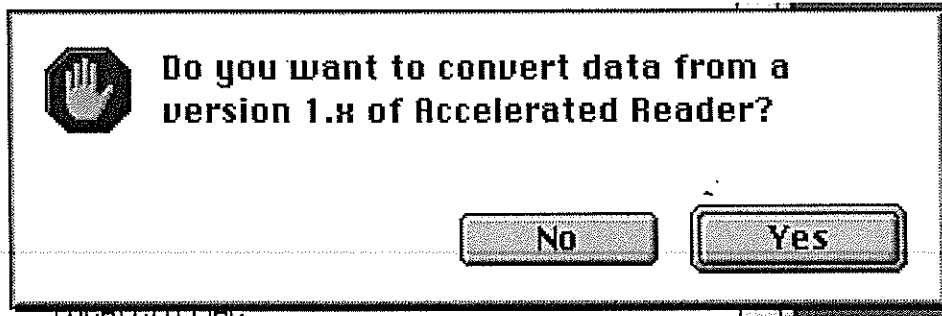 Do you want to convert data from a
version 1.x of Accelerated Reader?
No
Yes